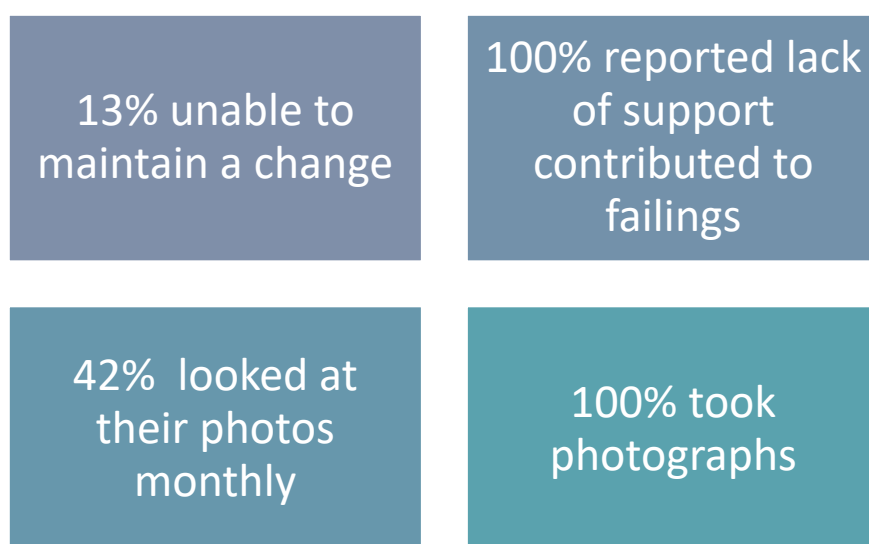 13% unable to
maintain a change
100% reported lack
of support
contributed to
failings
42%  looked at
their photos
monthly
100% took
photographs